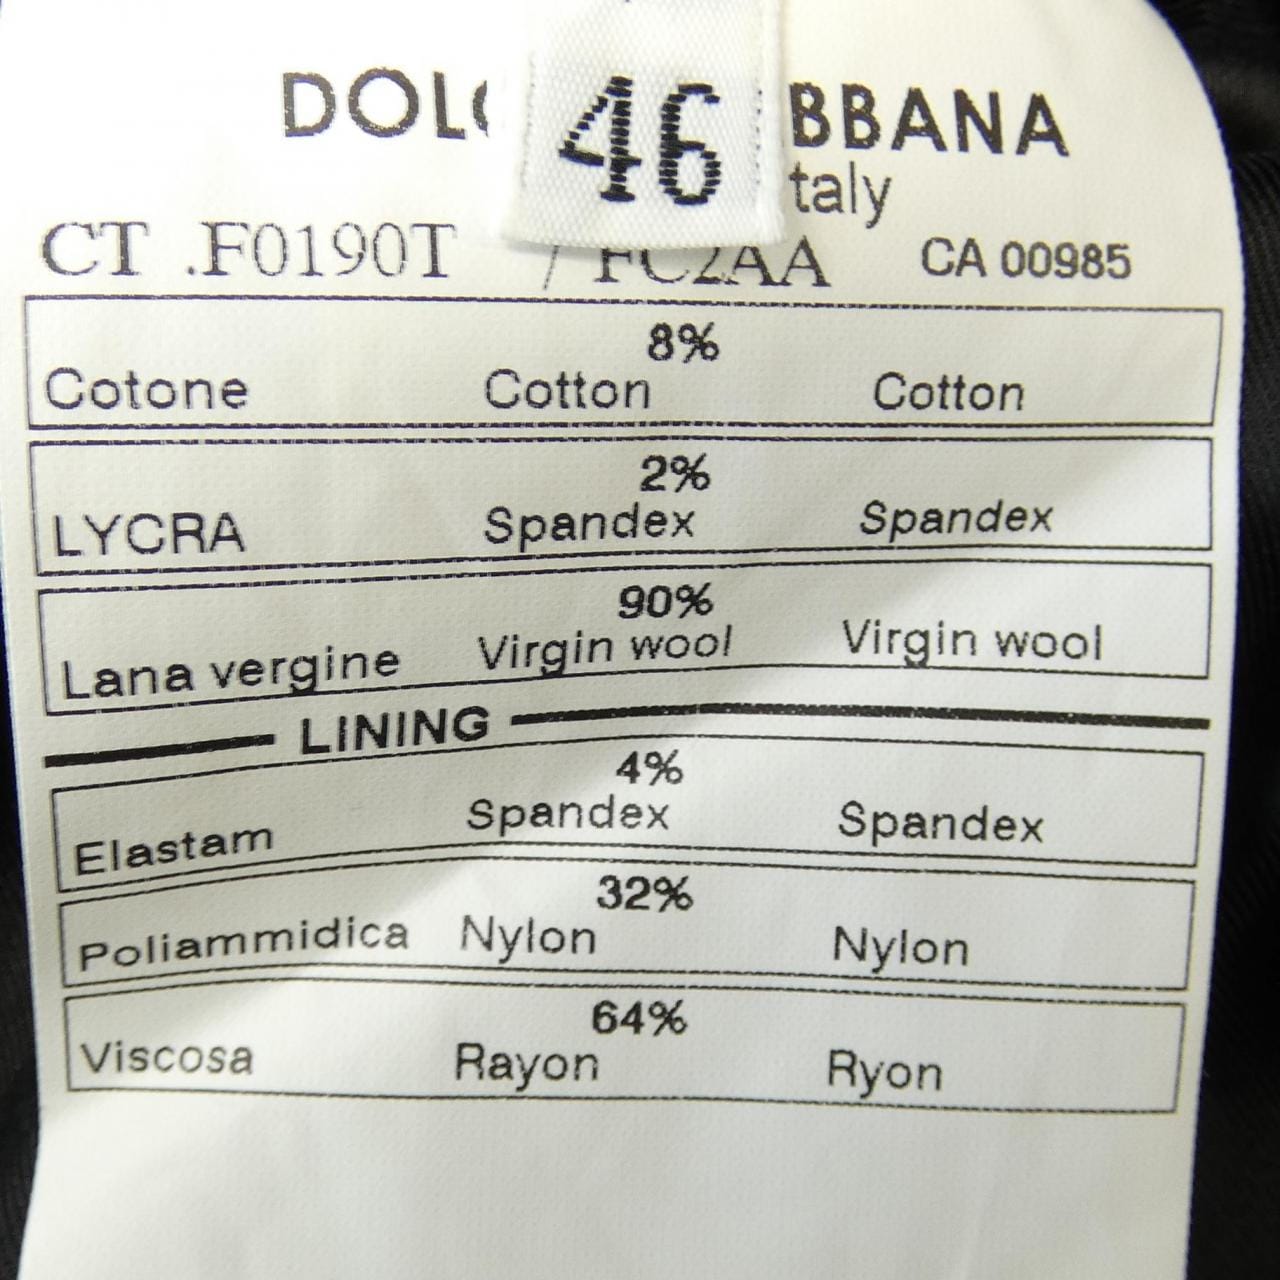 DOLC BBANA
46
taly
CT .F0190T / FC2AA CA 00985
8%
Cotone Cotton Cotton
2%
LYCRA Spandex Spandex
90%
Lana vergine Virgin wool Virgin wool
LINING
4%
Elastam Spandex Spandex
32%
Poliammidica Nylon Nylon
64%
Viscosa Rayon Ryon